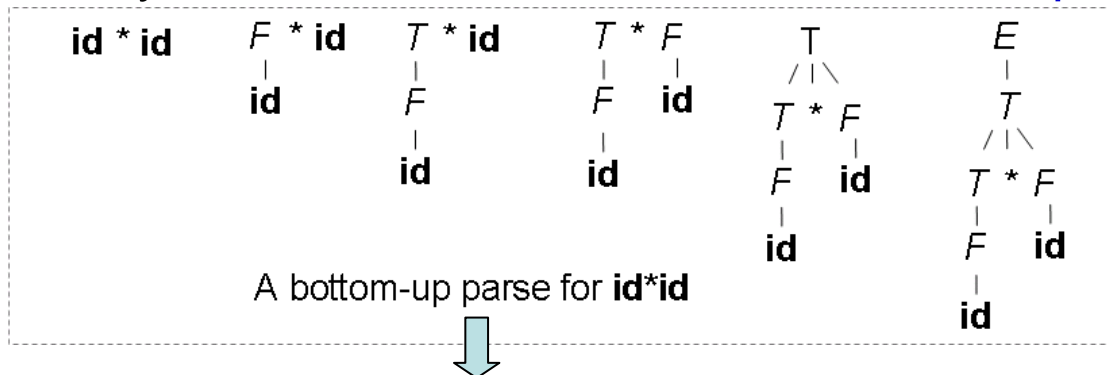 id * id F * id T * id T * F T E
id F F id T * F T
id id F id T * F
id F id
A bottom-up parse for id*id
id